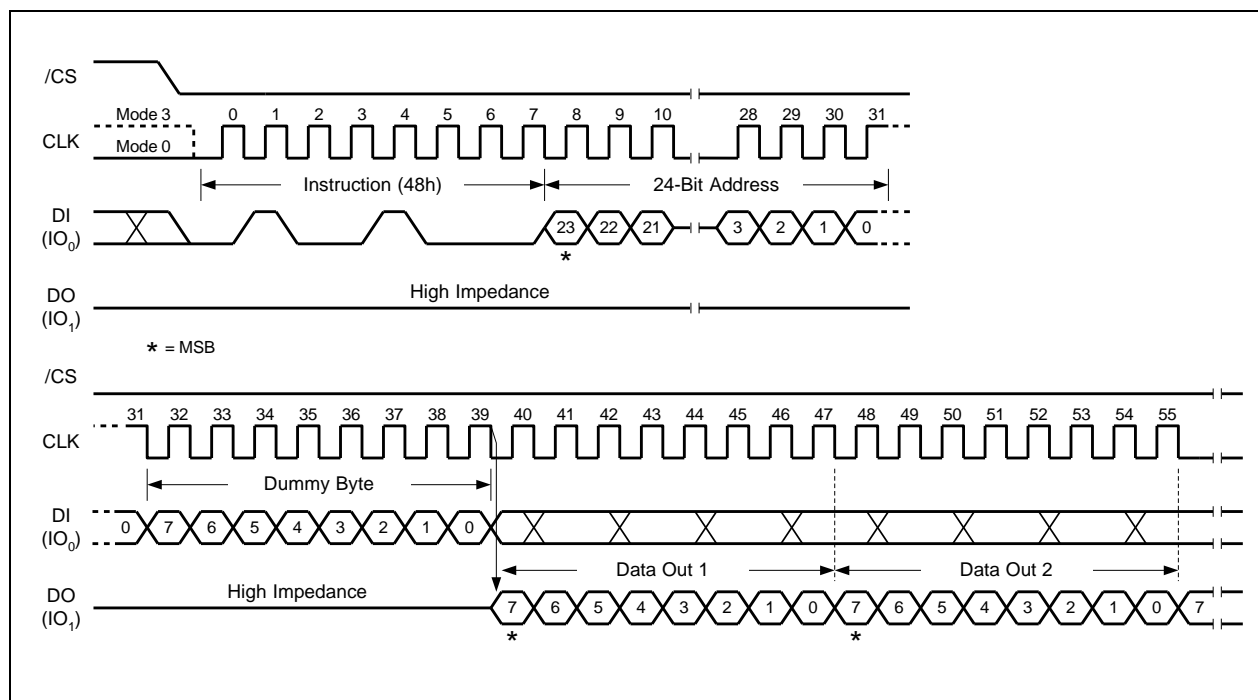 /CS
Mode 3 0 1 2 3 4 5 6 7 8 9 10 28 29 30 31
CLK
Mode 0
Instruction (48h) 24-Bit Address
DI
(IO0) 23 22 21 3 2 1 0
*
DO High Impedance
(IO1)
* = MSB
/CS
31 32 33 34 35 36 37 38 39 40 41 42 43 44 45 46 47 48 49 50 51 52 53 54 55
CLK
Dummy Byte
DI
(IO0) 0 7 6 5 4 3 2 1 0
Data Out 1 Data Out 2
DO High Impedance
(IO1) 7 6 5 4 3 2 1 0 7 6 5 4 3 2 1 0 7
* *